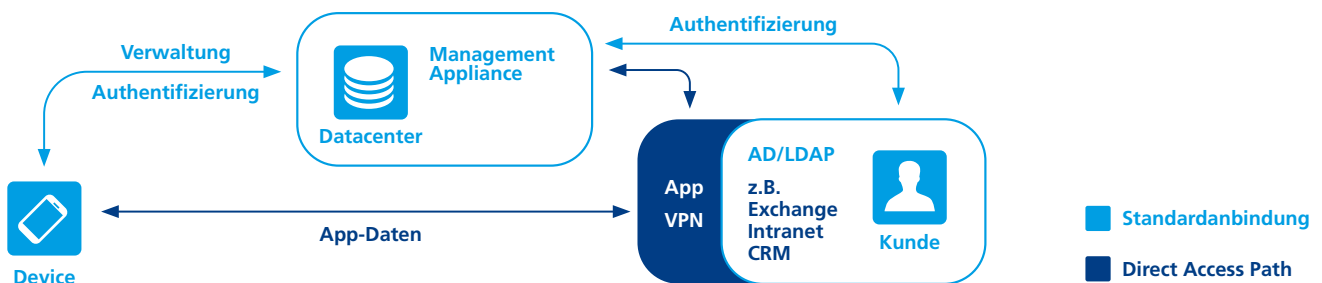 Verwaltung
Authentifizierung
Management
Appliance
Datacenter
Authentifizierung
AD/LDAP
App
VPN
z.B.
Exchange
Intranet
CRM
Kunde
App-Daten
Device
Standardanbindung
Direct Access Path